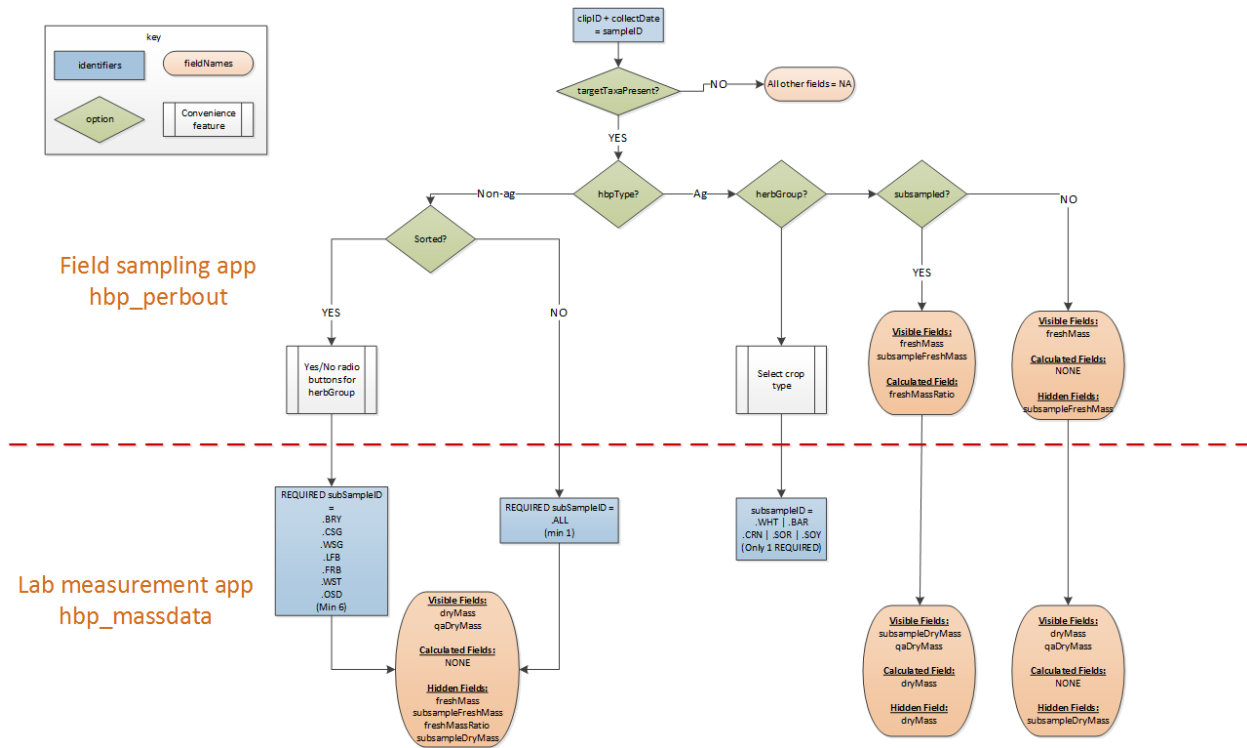 key
identifiers
fieldNames
option
Convenience
feature
clipID + collectDate
= sampleID
targetTaxaPresent?
NO
All other fields = NA
YES
Non-ag
hbpType?
Ag
herbGroup?
subsampled?
NO
Sorted?
Field sampling app
hbp_perbout
YES
NO
YES
Yes/No radio
buttons for
herbGroup
Select crop
type
Visible Fields:
freshMass
subsampleFreshMass
Calculated Field:
freshMassRatio
Visible Fields:
freshMass
Calculated Fields:
NONE
Hidden Fields:
subsampleFreshMass
Lab measurement app
hbp_massdata
REQUIRED subSampleID
=
.BRY
.CSG
.WSG
.LFB
.FRB
.WST
.OSD
(Min 6)
REQUIRED subSampleID =
.ALL
(min 1)
subsampleID =
.WHT | .BAR
.CRN | .SOR | .SOY
(Only 1 REQUIRED)
Visible Fields:
dryMass
qaDryMass
Calculated Fields:
NONE
Hidden Fields:
freshMass
subsampleFreshMass
freshMassRatio
subsampleDryMass
Visible Fields:
subsampleDryMass
qaDryMass
Calculated Field:
dryMass
Hidden Field:
dryMass
Visible Fields:
dryMass
qaDryMass
Calculated Fields:
NONE
Hidden Fields:
subsampleDryMass